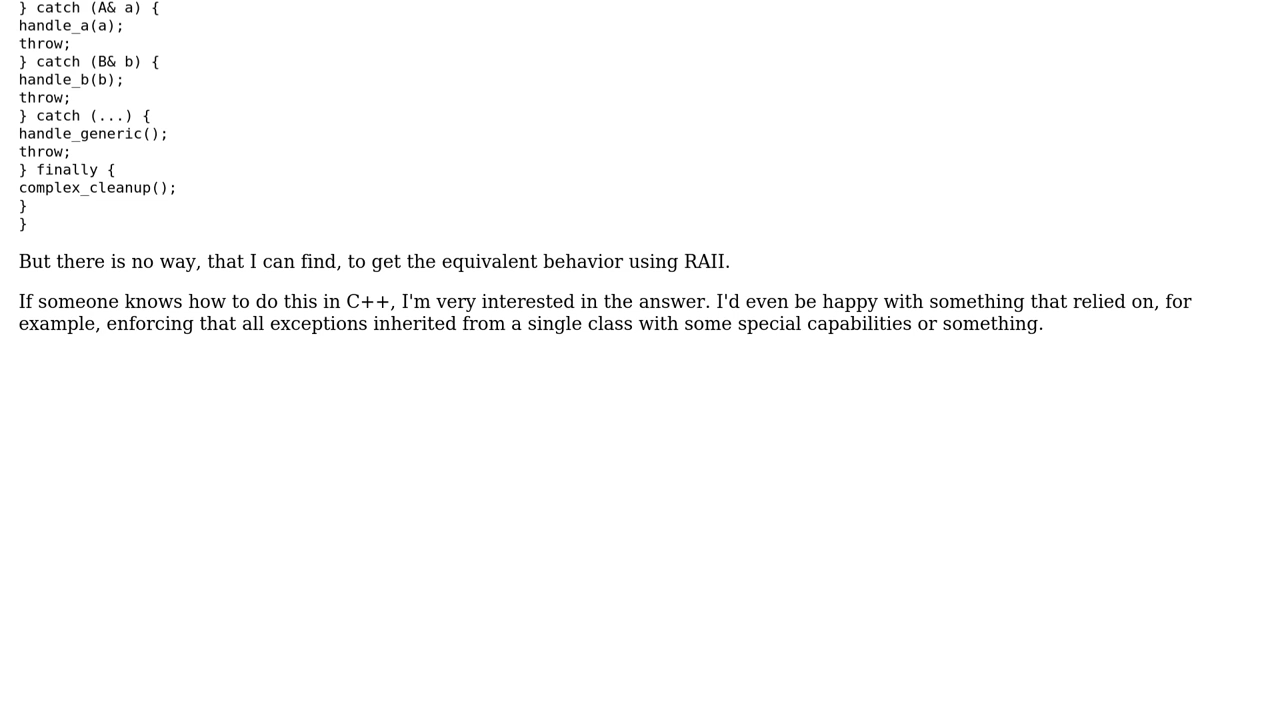 } catch (A& a) {
handle_a(a);
throw;
} catch (B& b) {
handle_b(b);
throw;
} catch (...) {
handle_generic();
throw;
} finally {
complex_cleanup();
}
}
But there is no way, that I can find, to get the equivalent behavior using RAII.
If someone knows how to do this in C++, I'm very interested in the answer. I'd even be happy with something that relied on, for
example, enforcing that all exceptions inherited from a single class with some special capabilities or something.